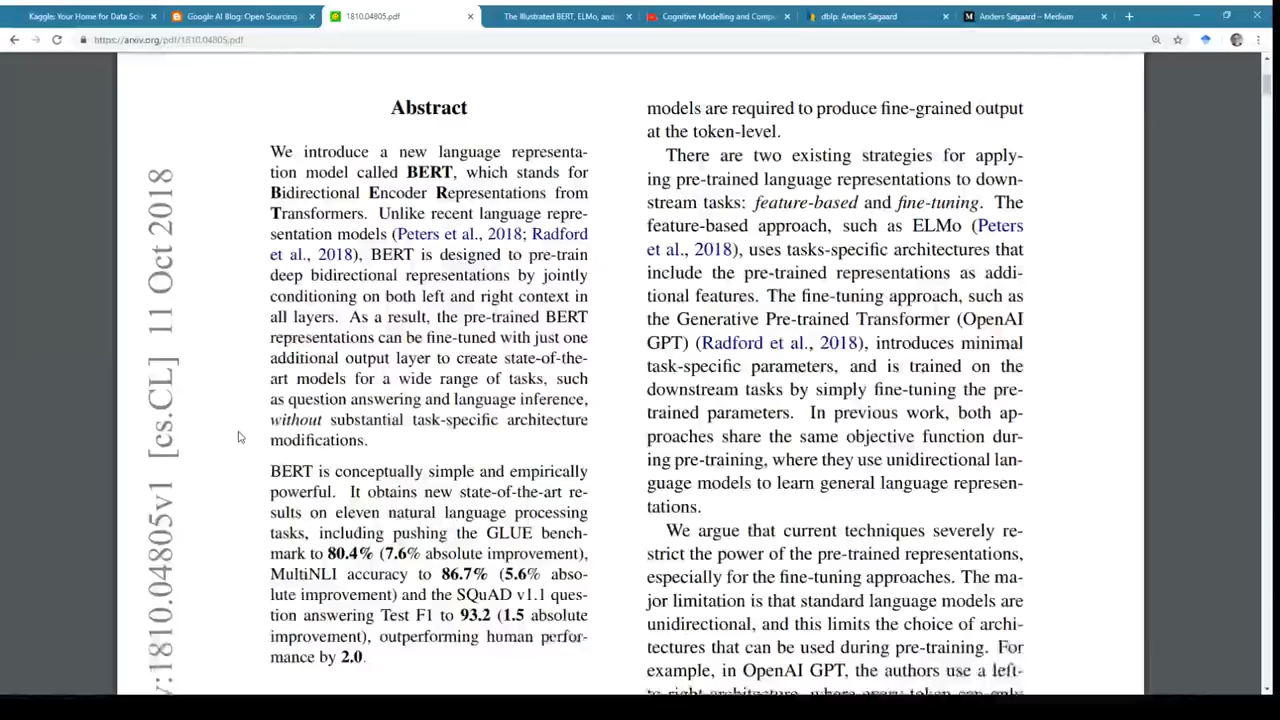 Kaggle: Your Home for Data Scie
Google AI Blog: Open Sourcing
1810.04805.pdf
The Illustrated BERT, ELMo, and
Cognitive Modelling and Compu
dblp: Anders Søgaard
Anders Søgaard – Medium
https://arxiv.org/pdf/1810.04805.pdf
:1810.04805v1 [cs.CL] 11 Oct 2018
Abstract
We introduce a new language representa-
tion model called BERT, which stands for
Bidirectional Encoder Representations from
Transformers. Unlike recent language repre-
sentation models (Peters et al., 2018; Radford
et al., 2018), BERT is designed to pre-train
deep bidirectional representations by jointly
conditioning on both left and right context in
all layers. As a result, the pre-trained BERT
representations can be fine-tuned with just one
additional output layer to create state-of-the-
art models for a wide range of tasks, such
as question answering and language inference,
without substantial task-specific architecture
modifications.
BERT is conceptually simple and empirically
powerful. It obtains new state-of-the-art re-
sults on eleven natural language processing
tasks, including pushing the GLUE bench-
mark to 80.4% (7.6% absolute improvement),
MultiNLI accuracy to 86.7% (5.6% abso-
lute improvement) and the SQuAD v1.1 ques-
tion answering Test F1 to 93.2 (1.5 absolute
improvement), outperforming human perfor-
mance by 2.0.
models are required to produce fine-grained output
at the token-level.
There are two existing strategies for apply-
ing pre-trained language representations to down-
stream tasks: feature-based and fine-tuning. The
feature-based approach, such as ELMo (Peters
et al., 2018), uses tasks-specific architectures that
include the pre-trained representations as addi-
tional features. The fine-tuning approach, such as
the Generative Pre-trained Transformer (OpenAI
GPT) (Radford et al., 2018), introduces minimal
task-specific parameters, and is trained on the
downstream tasks by simply fine-tuning the pre-
trained parameters. In previous work, both ap-
proaches share the same objective function dur-
ing pre-training, where they use unidirectional lan-
guage models to learn general language represen-
tations.
We argue that current techniques severely re-
strict the power of the pre-trained representations,
especially for the fine-tuning approaches. The ma-
jor limitation is that standard language models are
unidirectional, and this limits the choice of archi-
tectures that can be used during pre-training. For
example, in OpenAI GPT, the authors use a left-
to-right architecture, where every token can only